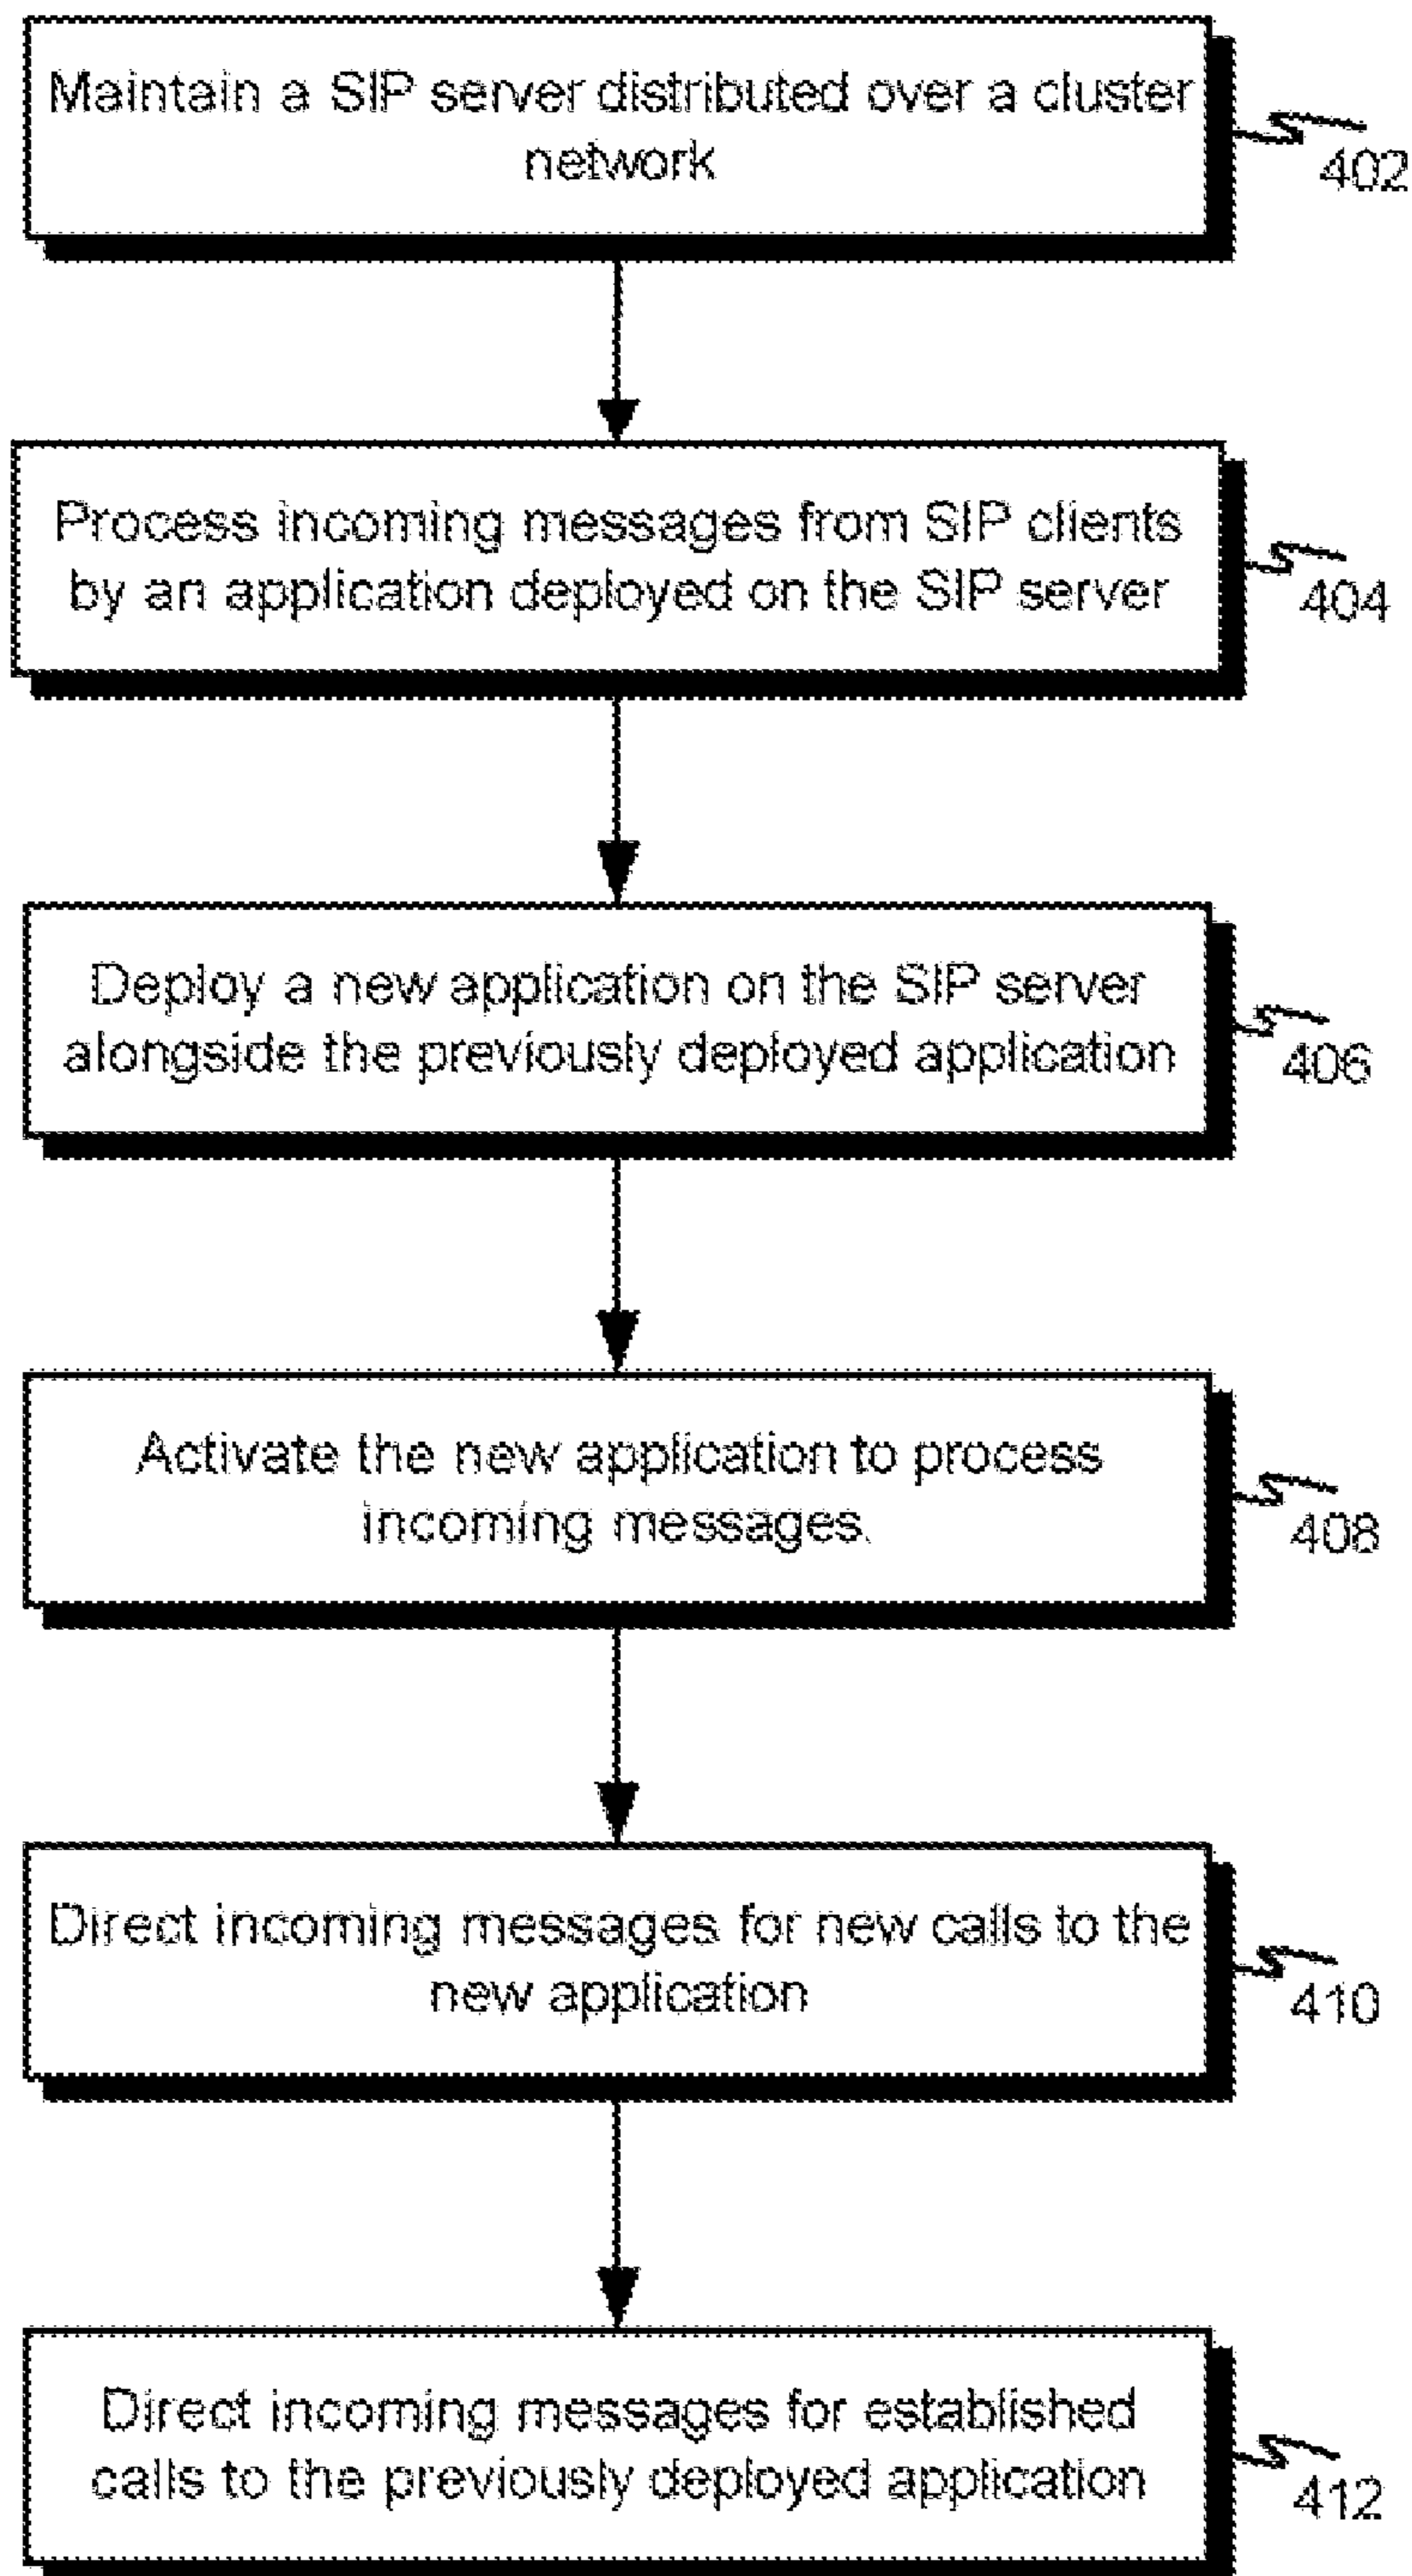 Maintain a SIP server distributed over a cluster
network
402
Process incoming messages from SIP clients
by an application deployed on the SIP server
404
Deploy a new application on the SIP server
alongside the previously deployed application
406
Activate the new application to process
incoming messages.
408
Direct incoming messages for new calls to the
new application
410
Direct incoming messages for established
calls to the previously deployed application
412